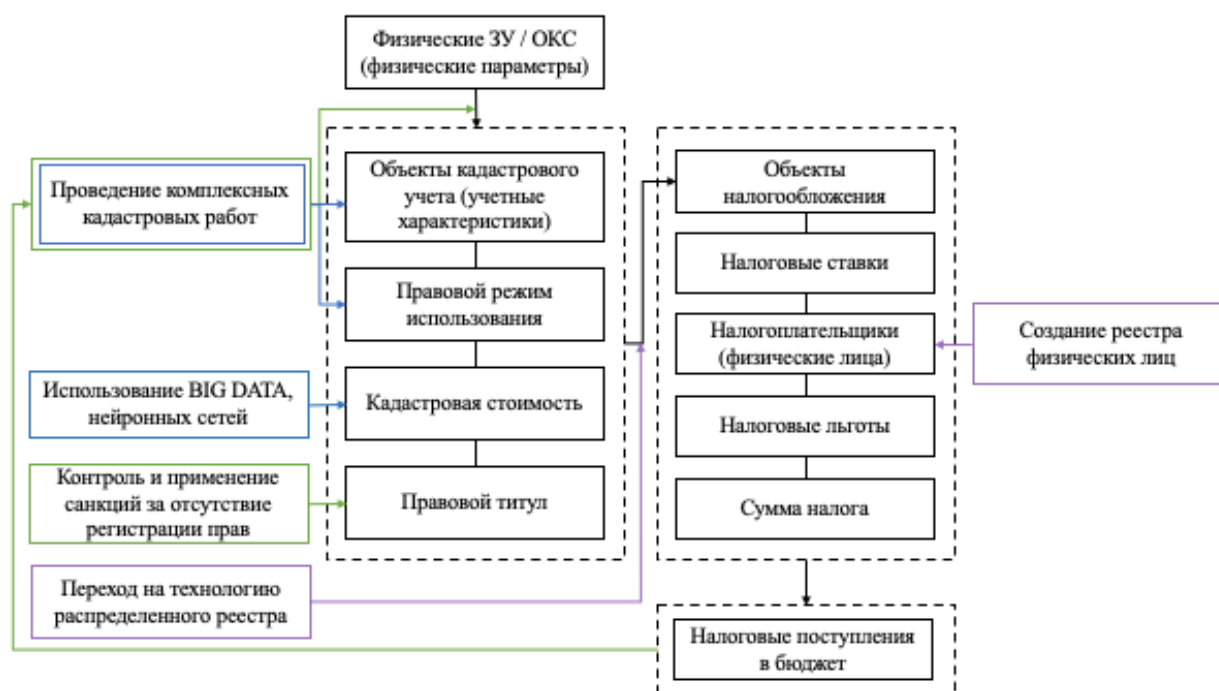 Физические ЗУ / ОКС
(физические параметры)
Проведение комплексных
кадастровых работ
Объекты кадастрового
учета (учетные
характеристики)
Объекты
налогообложения
Налоговые ставки
Правовой режим
использования
Налогоплательщики
(физические лица)
Создание реестра
физических лиц
Использование BIG DATA,
нейронных сетей
Кадастровая стоимость
Налоговые льготы
Контроль и применение
санкций за отсутствие
регистрации прав
Правовой титул
Сумма налога
Переход на технологию
распределенного реестра
Налоговые поступления
в бюджет